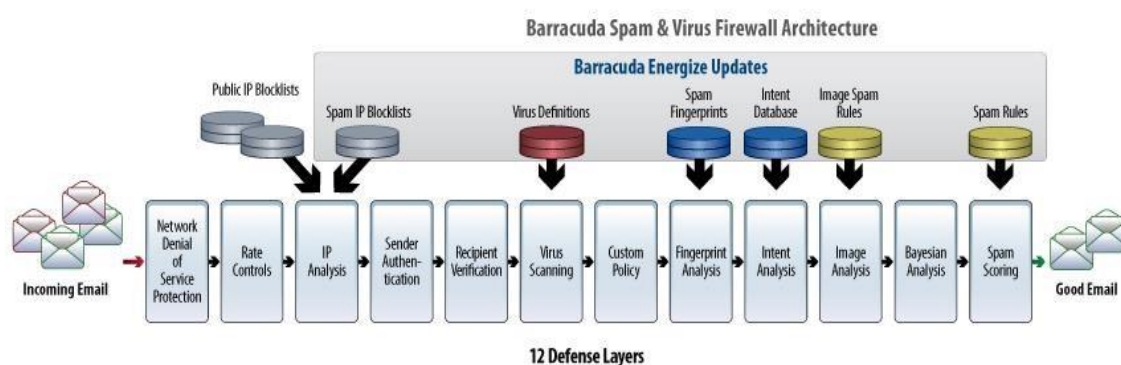 Barracuda Spam & Virus Firewall Architecture
Barracuda Energize Updates
Public IP Blocklists
Spam IP Blocklists
Virus Definitions
Spam
Fingerprints
Intent
Database
Image Spam
Rules
Spam Rules
Incoming Email
Network
Denial
of
Service
Protection
Rate
Controls
IP
Analysis
Sender
Authen-
tication
Recipient
Verification
Virus
Scanning
Custom
Policy
Fingerprint
Analysis
Intent
Analysis
Image
Analysis
Bayesian
Analysis
Spam
Scoring
Good Email
12 Defense Layers